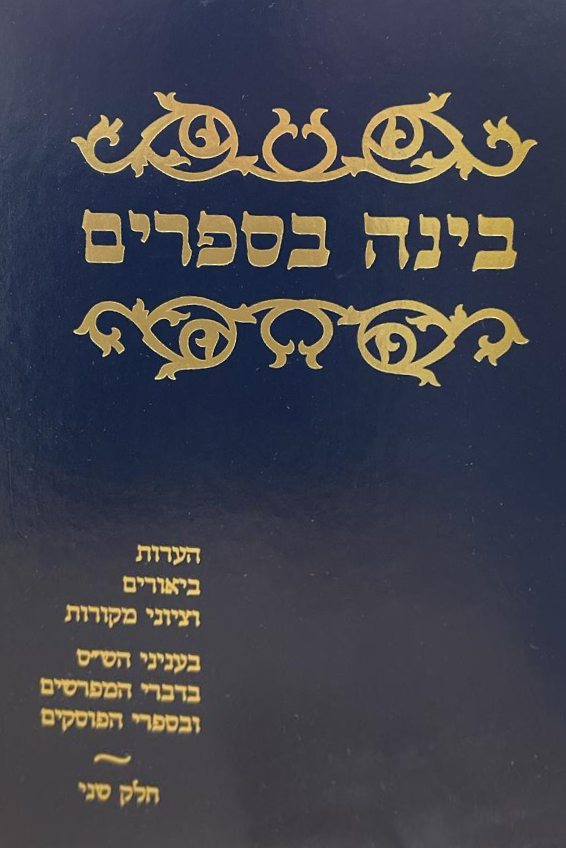 בינה בספרים
הערות
ביאורים
וציוני מקורות
בעניני הש״ס
בדברי המפרשים
ובספרי הפוסקים
חלק שני